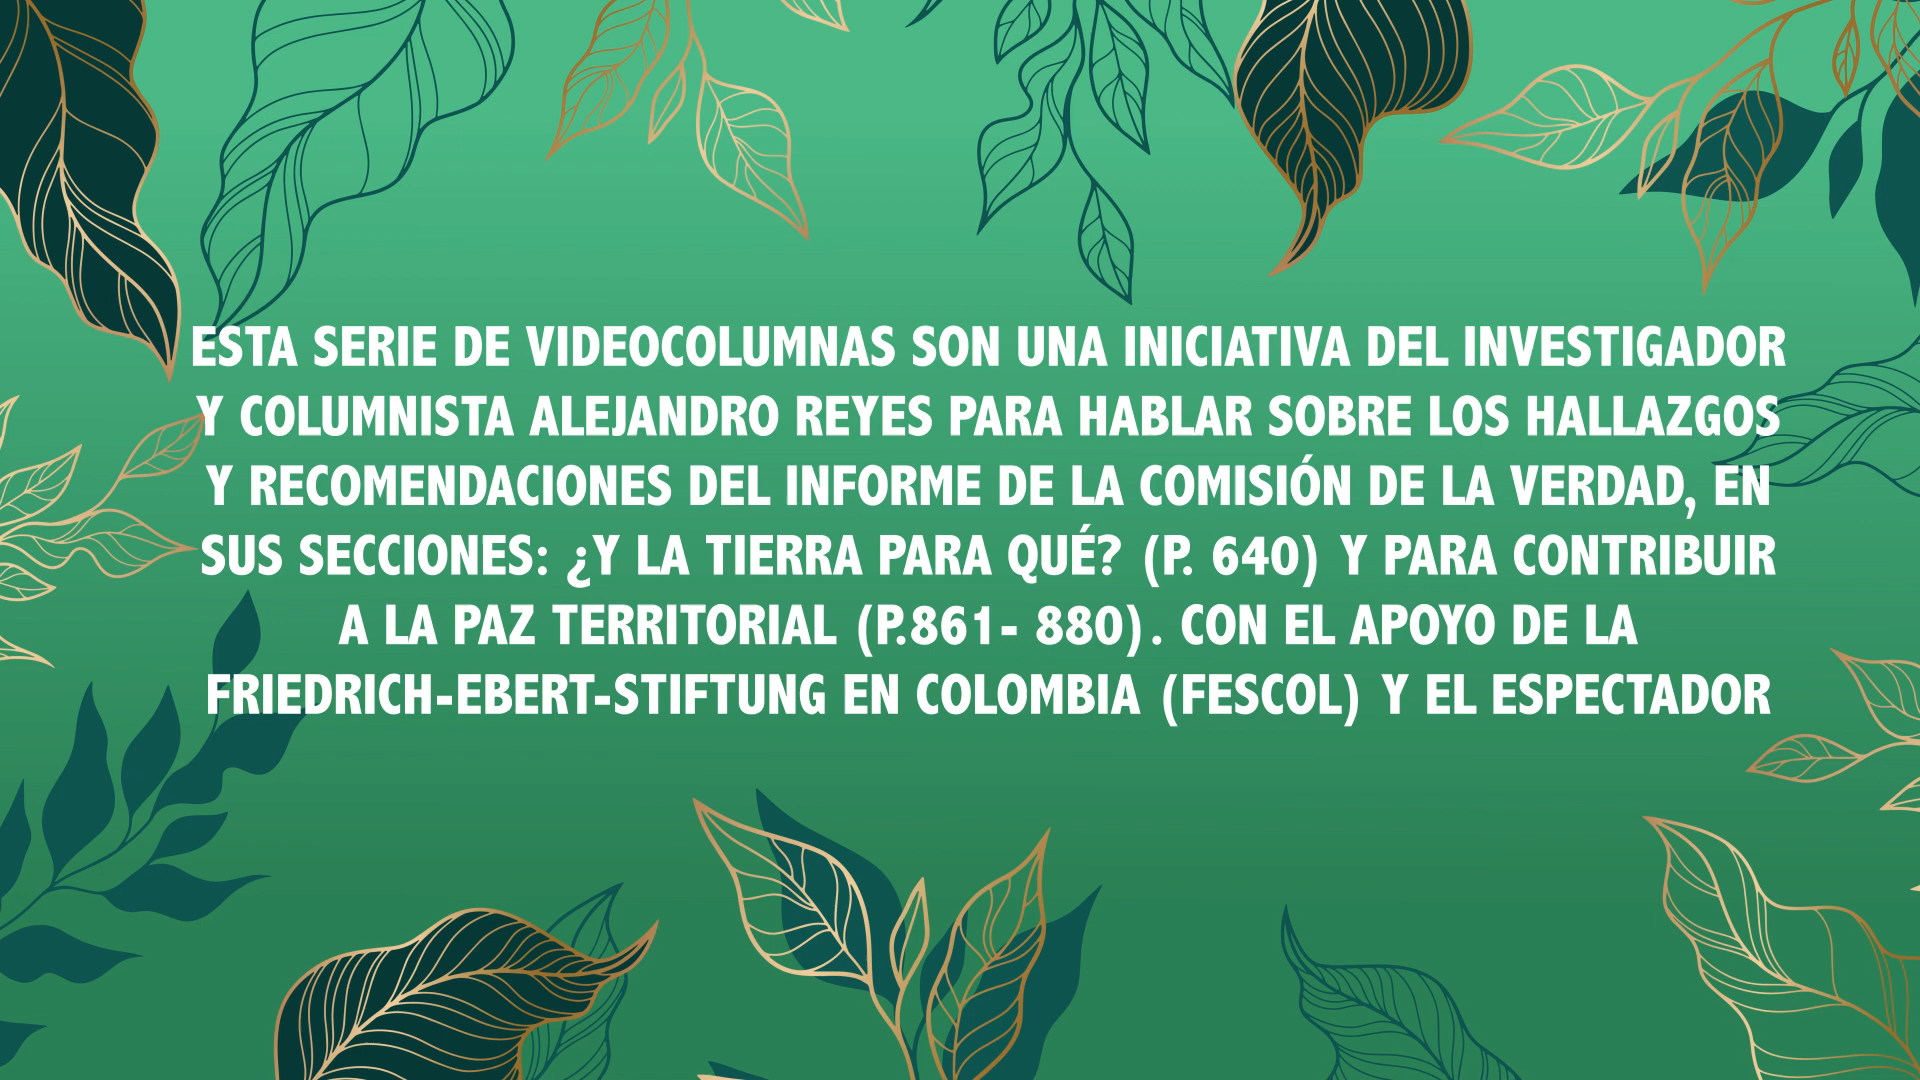 ESTA SERIE DE VIDEOCOLUMNAS SON UNA INICIATIVA DEL INVESTIGADOR
Y COLUMNISTA ALEJANDRO REYES PARA HABLAR SOBRE LOS HALLAZGOS
Y RECOMENDACIONES DEL INFORME DE LA COMISIÓN DE LA VERDAD, EN
SUS SECCIONES: ¿Y LA TIERRA PARA QUÉ? (P. 640) Y PARA CONTRIBUIR
A LA PAZ TERRITORIAL (P.861- 880). CON EL APOYO DE LA
FRIEDRICH-EBERT-STIFTUNG EN COLOMBIA (FESCOL) Y EL ESPECTADOR